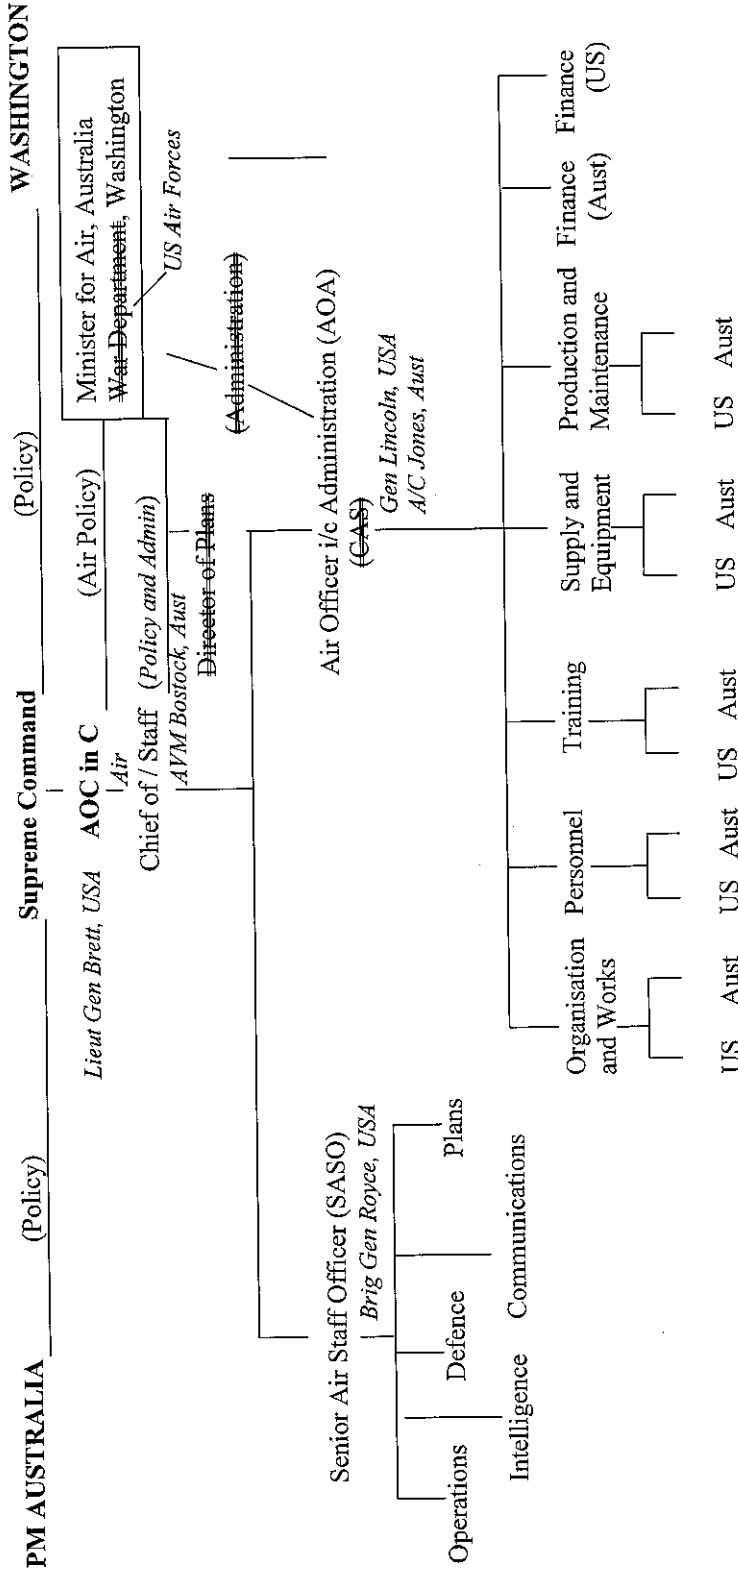 PM AUSTRALIA (Policy) Supreme Command (Policy) WASHINGTON
Lieut Gen Brett, USA AOC in C (Air Policy) Minister for Air, Australia
War Department, Washington
US Air Forces
Air
Chief of / Staff (Policy and Admin)
AVM Bostock, Aust
Director of Plans
(Administration)
Senior Air Staff Officer (SASO)
Brig Gen Royce, USA
Air Officer i/c Administration (AOA)
(CAS)
Gen Lincoln, USA
A/C Jones, Aust
Operations Defence Plans
Intelligence Communications
Organisation
and Works
Personnel
Training
Supply and
Equipment
Production and
Maintenance
Finance
(Aust)
Finance
(US)
US Aust US Aust US Aust US Aust US Aust